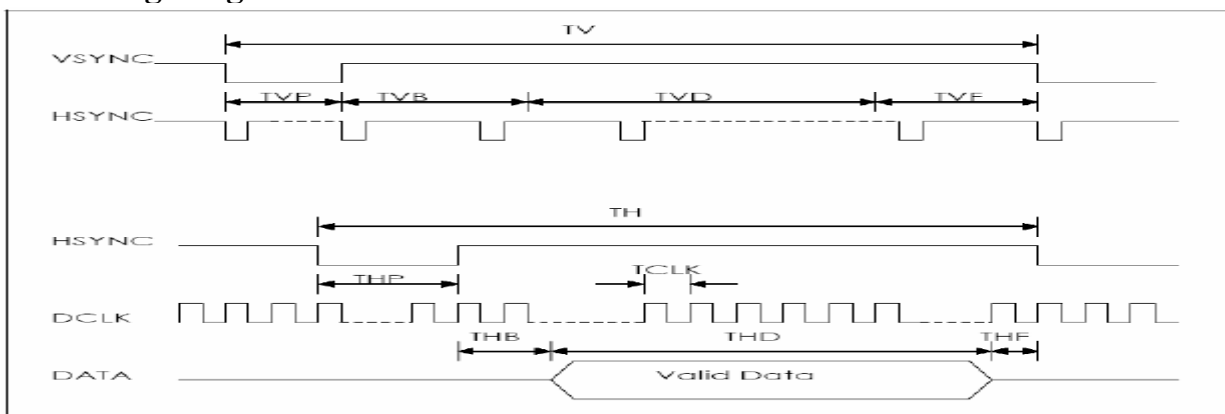 TV
VSYNC
TVP TVB TVD TVF
HSYNC
TH
HSYNC
THP TCLK
DCLK
THB THD THF
DATA Valid Data